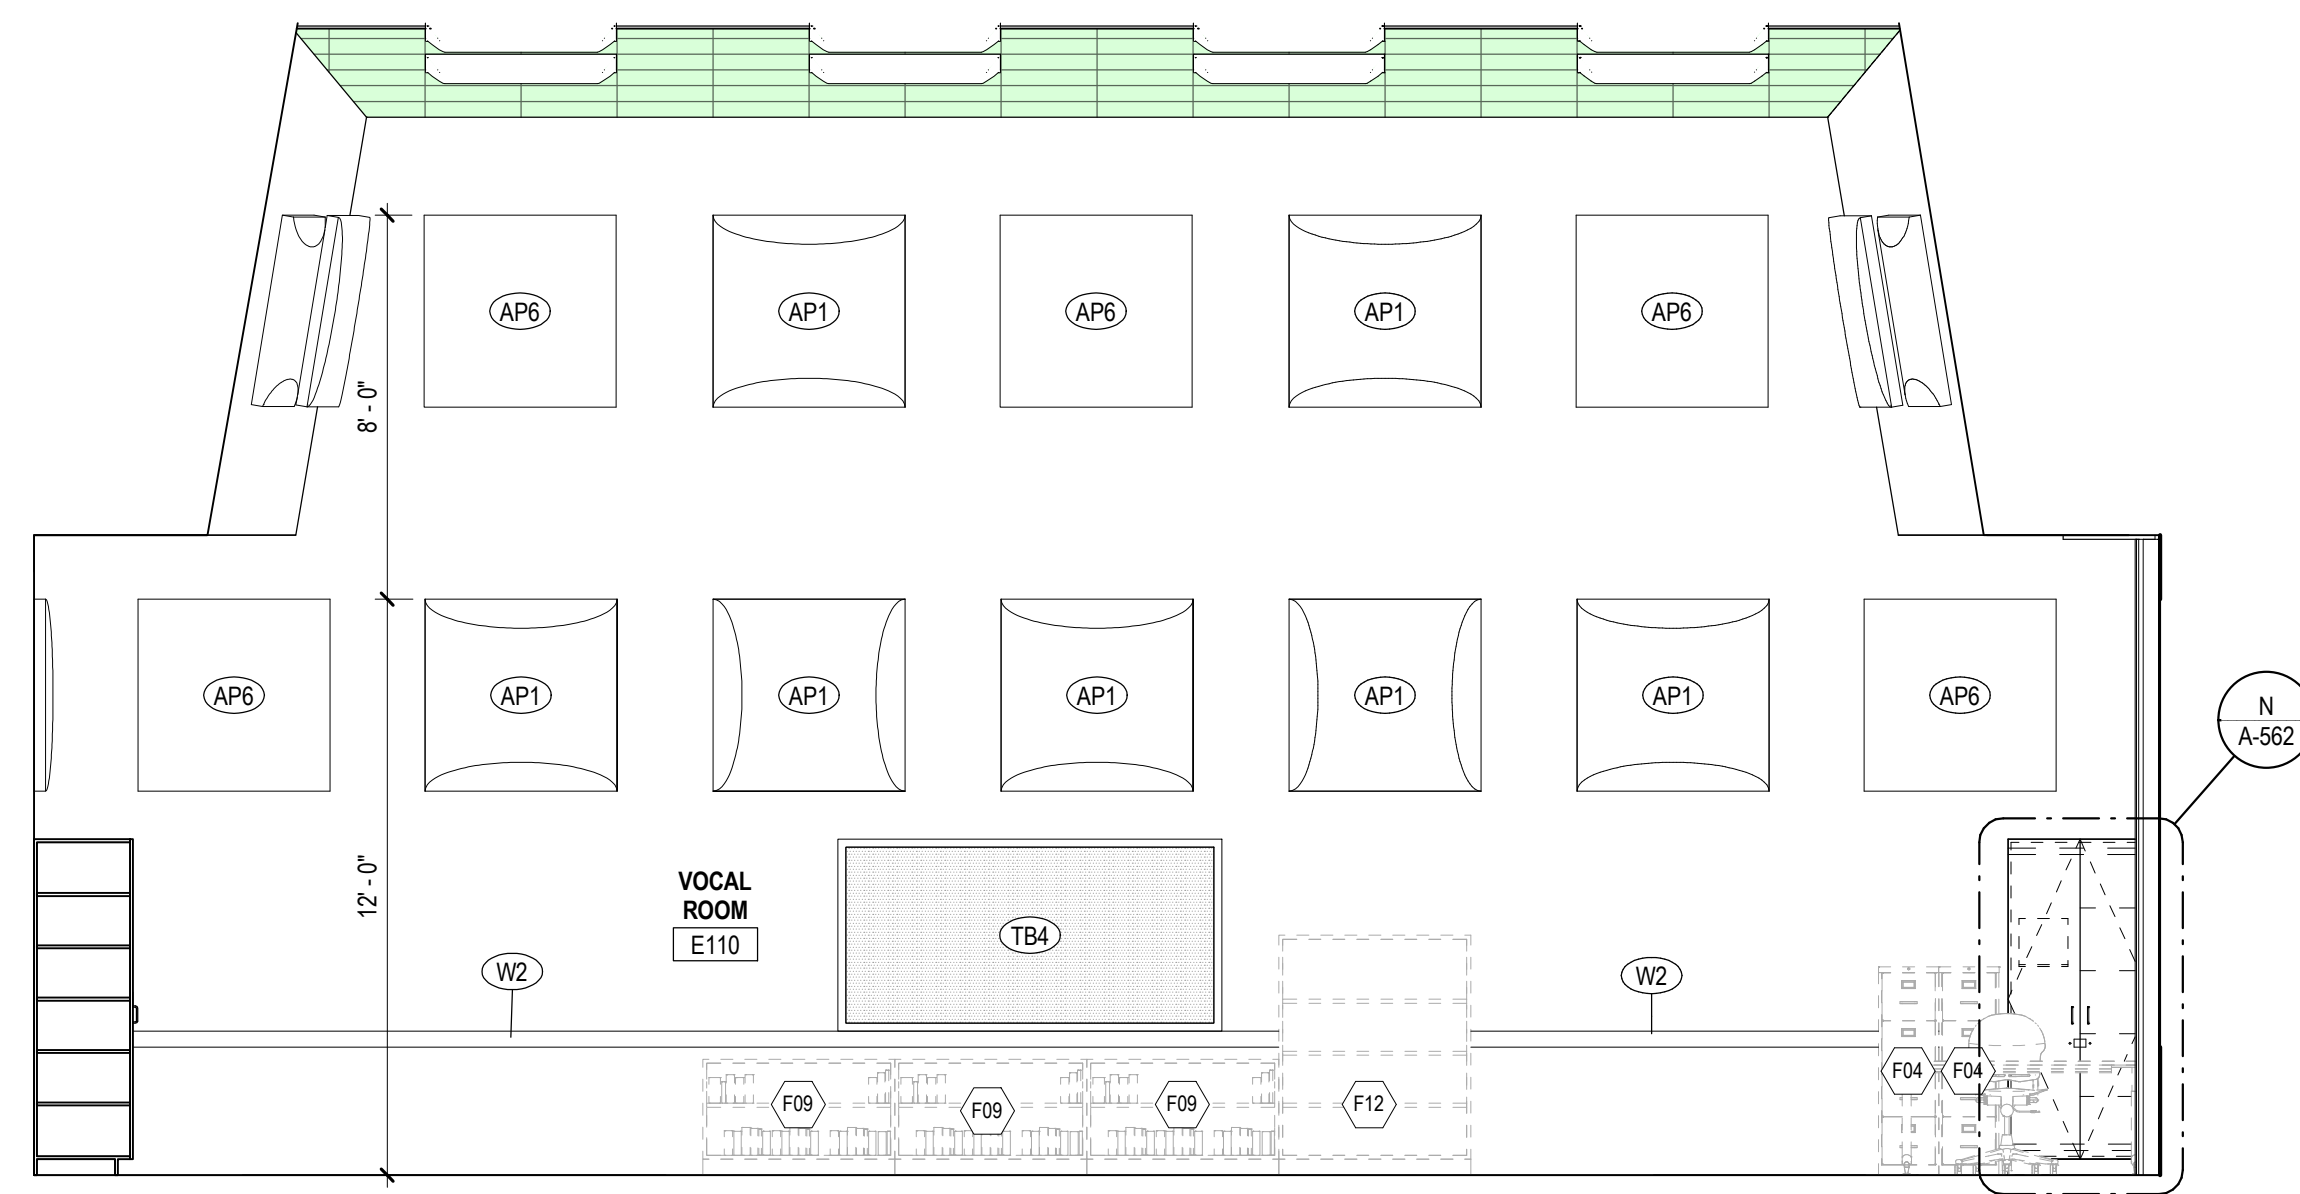 AP6 AP1 AP6 AP1 AP6
8' - 0"
AP6 AP1 AP1 AP1 AP1 AP1 AP6
N
A-562
12' - 0"
VOCAL
ROOM
E110
TB4
W2
W2
F09 F09 F09 F12
F04 F04